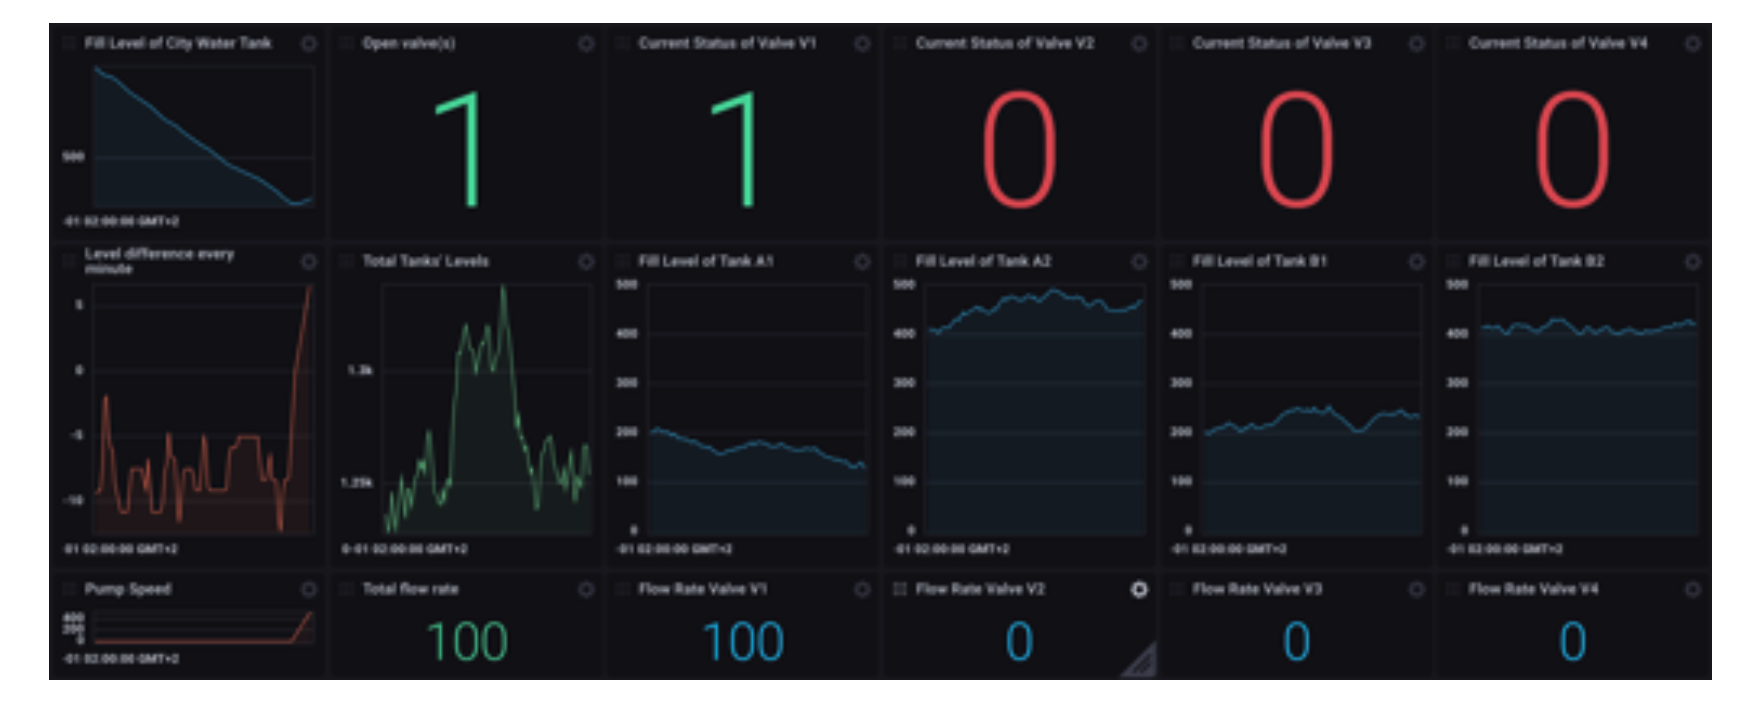 Fill Level of City Water Tank
Open valve(s)
Current Status of Valve V1
Current Status of Valve V2
Current Status of Valve V3
Current Status of Valve V4
500
1
1
0
0
0
-01 02:00:00 GMT+2
Level difference every
minute
Total Tanks' Levels
Fill Level of Tank A1
Fill Level of Tank A2
Fill Level of Tank B1
Fill Level of Tank B2
5
0
-5
-10
01 02:00:00 GMT+2
1.3k
1.25k
0-01 02:00:00 GMT+2
500
400
300
200
100
0
-01 02:00:00 GMT+2
500
400
300
200
100
0
-01 02:00:00 GMT+2
500
400
300
200
100
0
-01 02:00:00 GMT+2
500
400
300
200
100
0
-01 02:00:00 GMT+2
Pump Speed
Total flow rate
Flow Rate Valve V1
Flow Rate Valve V2
Flow Rate Valve V3
Flow Rate Valve V4
400
200
0
-01 02:00:00 GMT+2
100
100
0
0
0